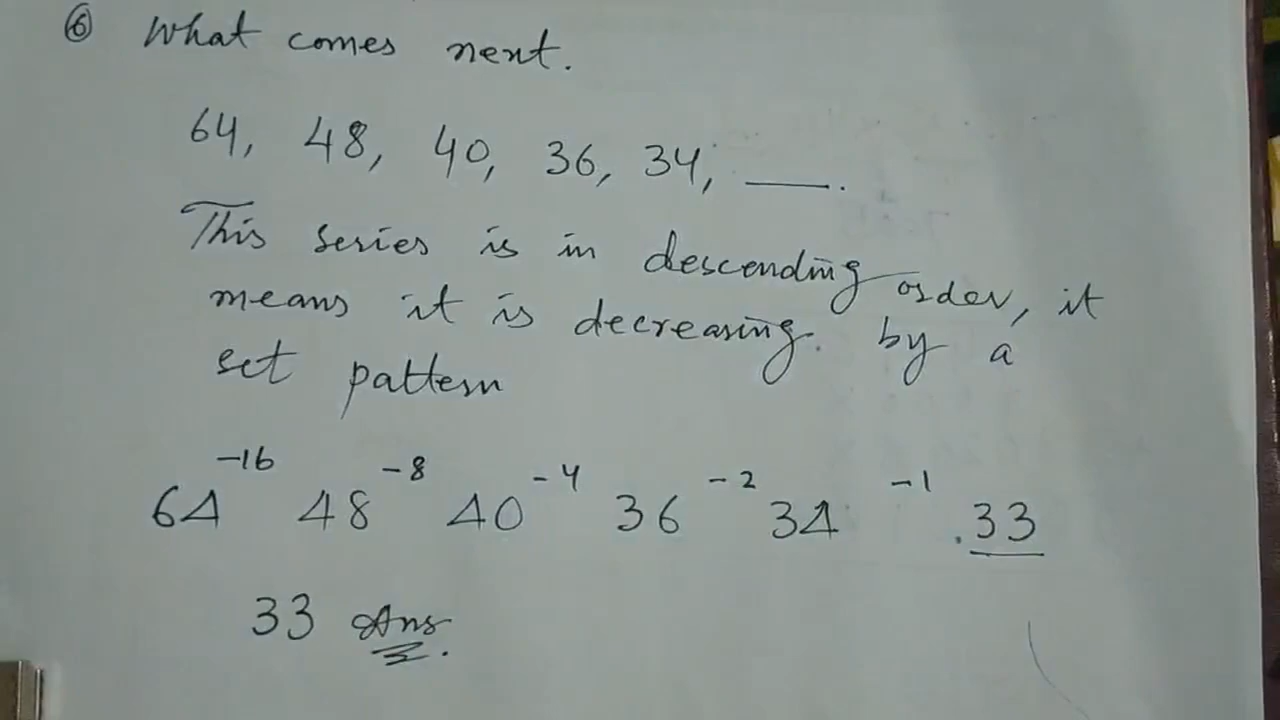 ⑥ What comes next.
64, 48, 40, 36, 34, ___.
This series is in descending order, it
means it is decreasing. by a
set pattern
-16 -8 -4 -2 -1
64 48 40 36 34 .33
33 Ans.